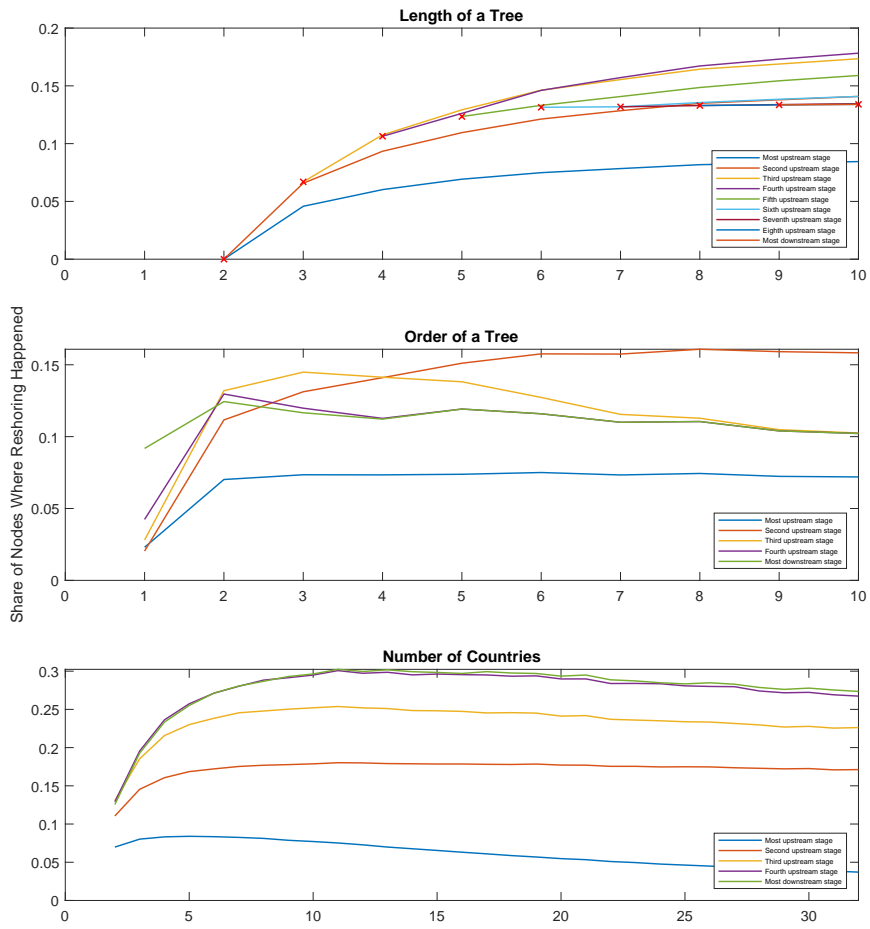 Length of a Tree
0.2
0.15
0.1
0.05
0
0 1 2 3 4 5 6 7 8 9 10
Most upstream stage
Second upstream stage
Third upstream stage
Fourth upstream stage
Fifth upstream stage
Sixth upstream stage
Seventh upstream stage
Eighth upstream stage
Most downstream stage
Share of Nodes Where Reshoring Happened
Order of a Tree
0.15
0.1
0.05
0
0 1 2 3 4 5 6 7 8 9 10
Most upstream stage
Second upstream stage
Third upstream stage
Fourth upstream stage
Most downstream stage
Number of Countries
0.3
0.25
0.2
0.15
0.1
0.05
0
0 5 10 15 20 25 30
Most upstream stage
Second upstream stage
Third upstream stage
Fourth upstream stage
Most downstream stage